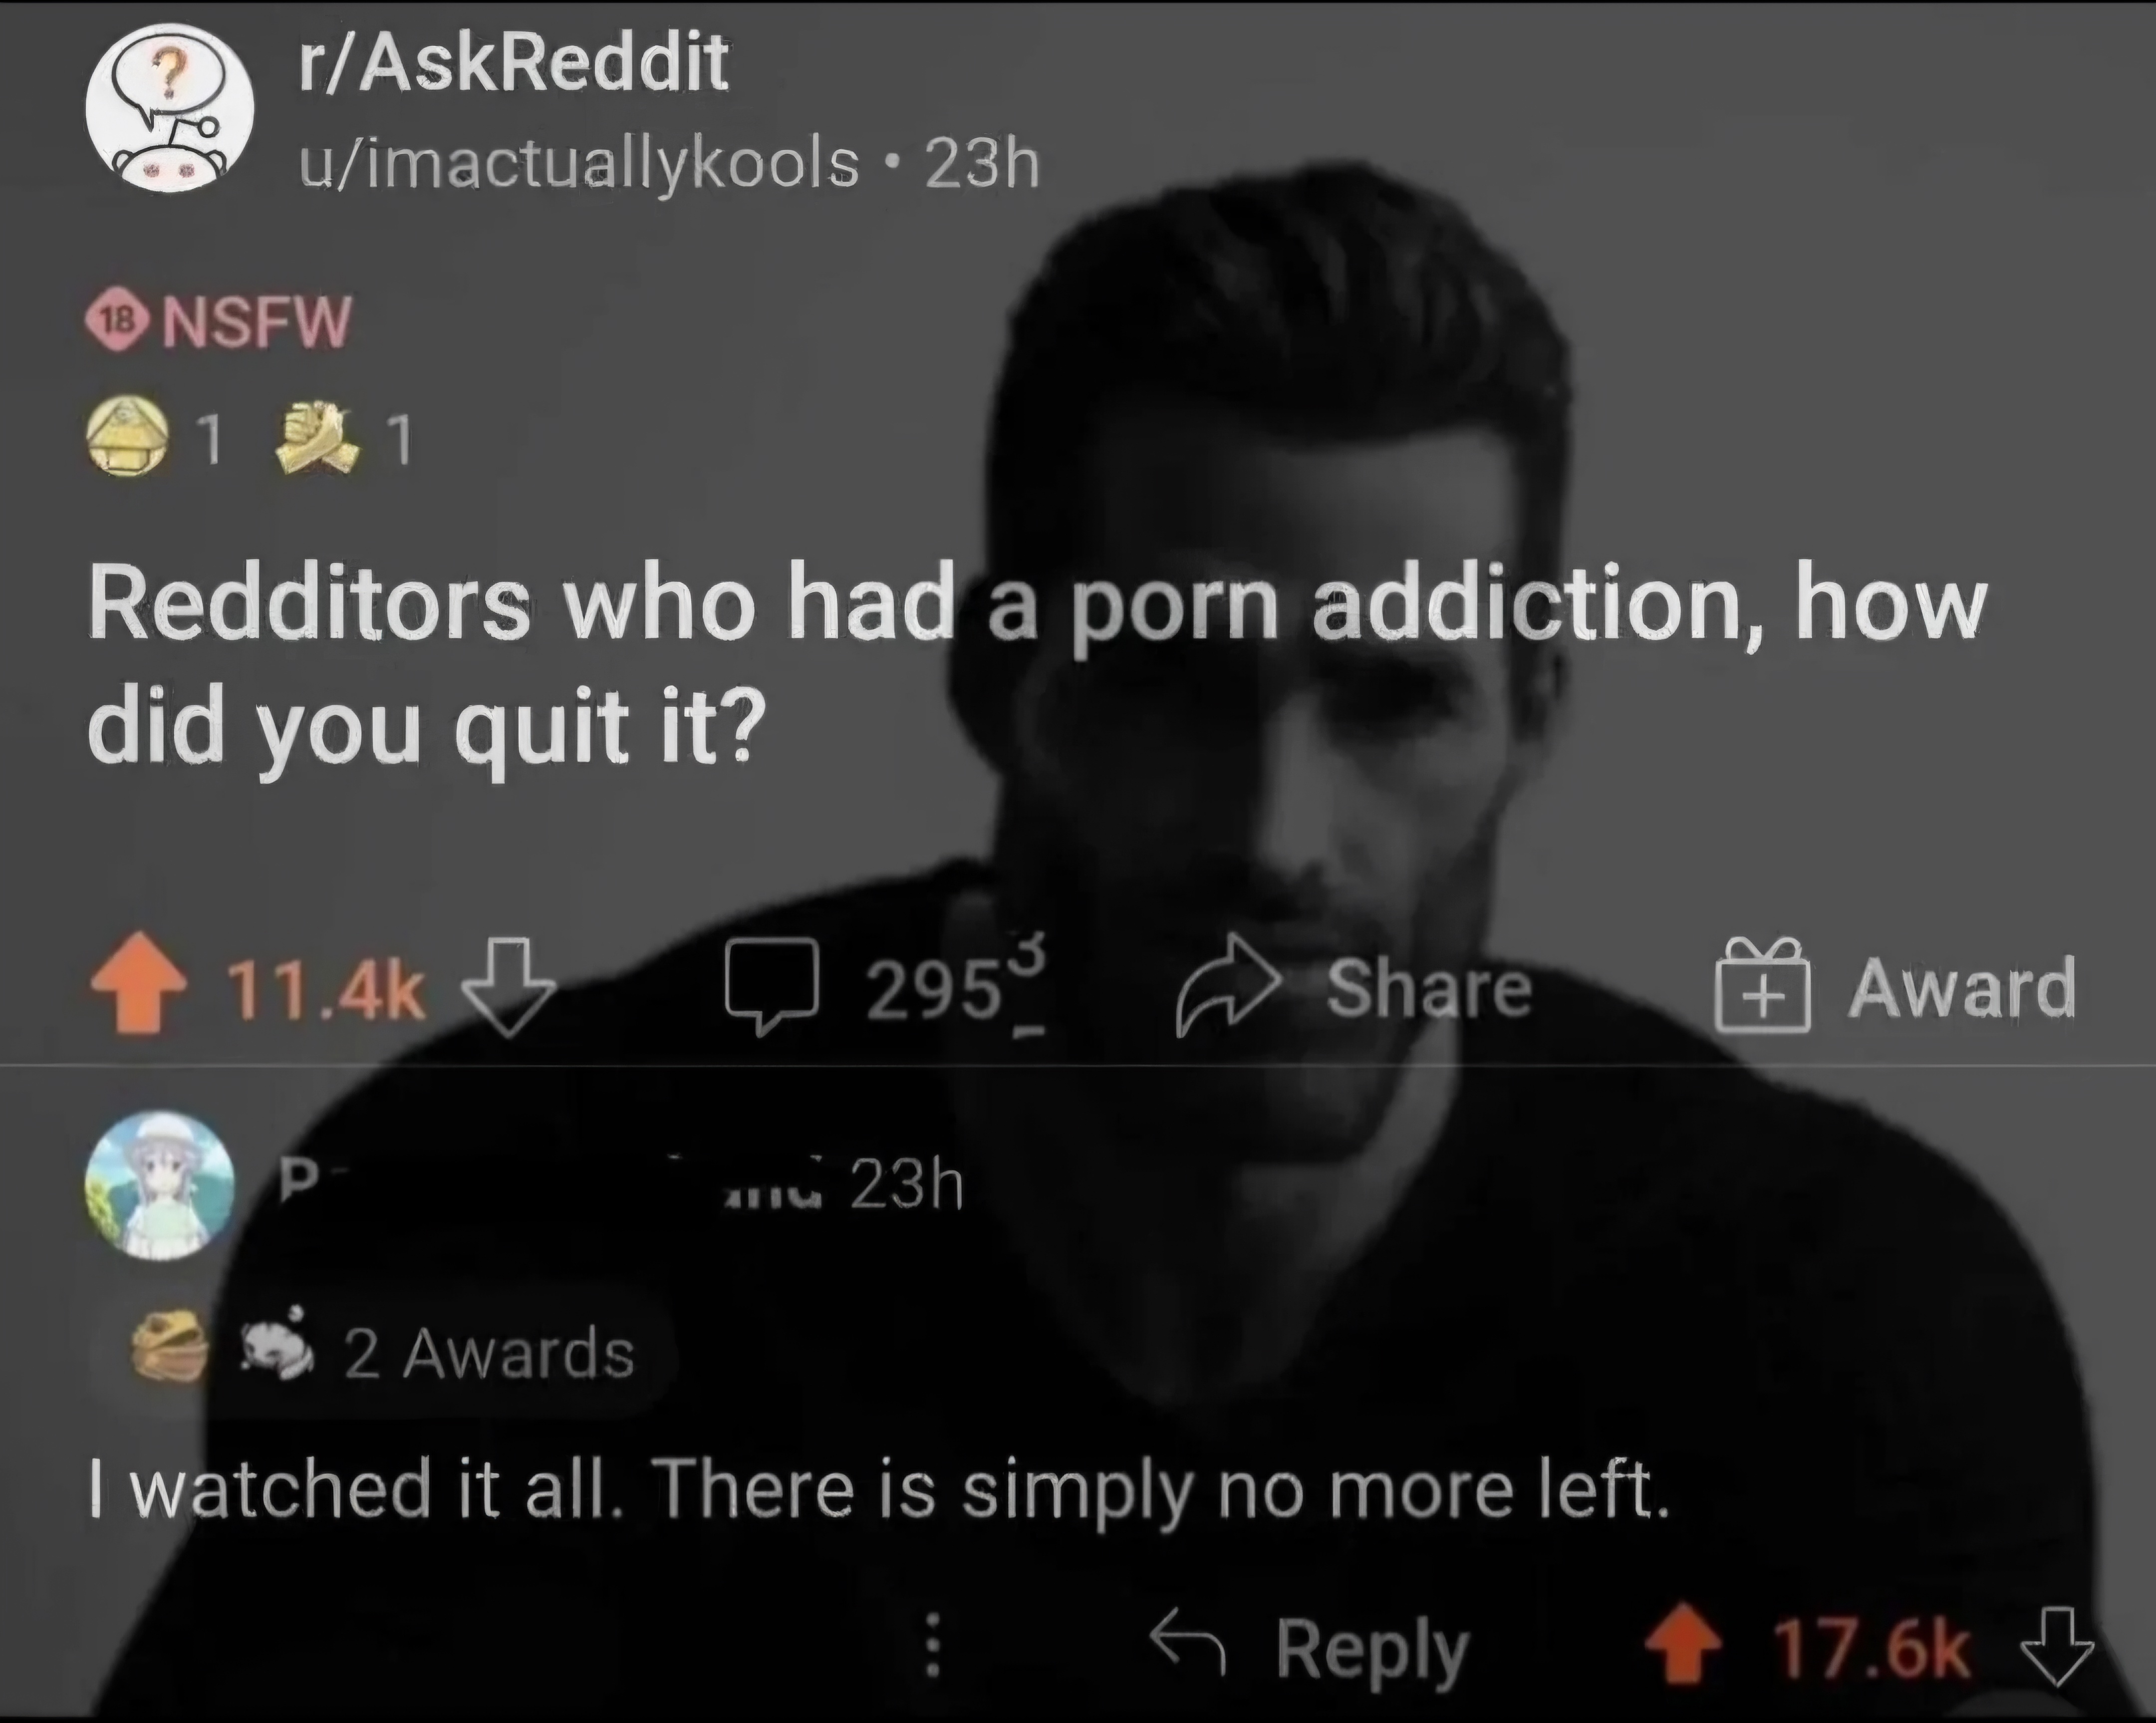 r/AskReddit
u/imactuallykools • 23h
18 NSFW
1 1
Redditors who had a porn addiction, how
did you quit it?
11.4k 295 Share Award
23h
2 Awards
I watched it all. There is simply no more left.
Reply 17.6k